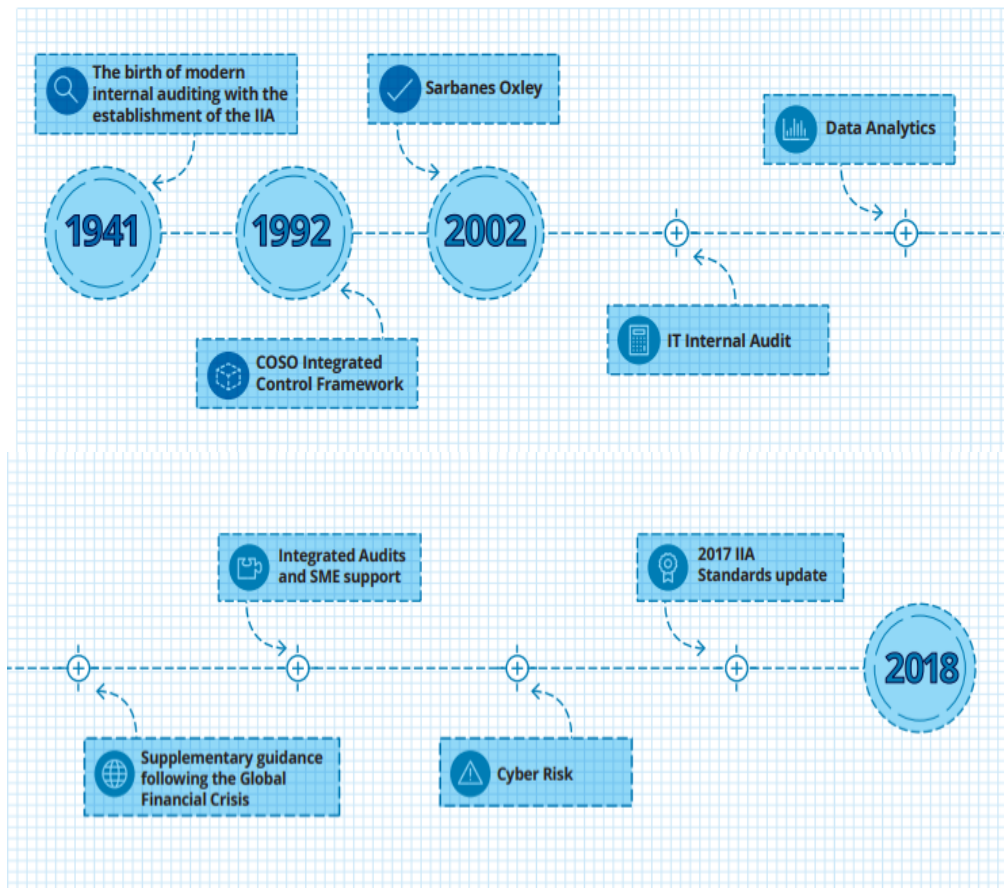 The birth of modern
internal auditing with the
establishment of the IIA
Sarbanes Oxley
Data Analytics
1941
1992
2002
IT Internal Audit
COSO Integrated
Control Framework
Integrated Audits
and SME support
2017 IIA
Standards update
2018
Supplementary guidance
following the Global
Financial Crisis
Cyber Risk